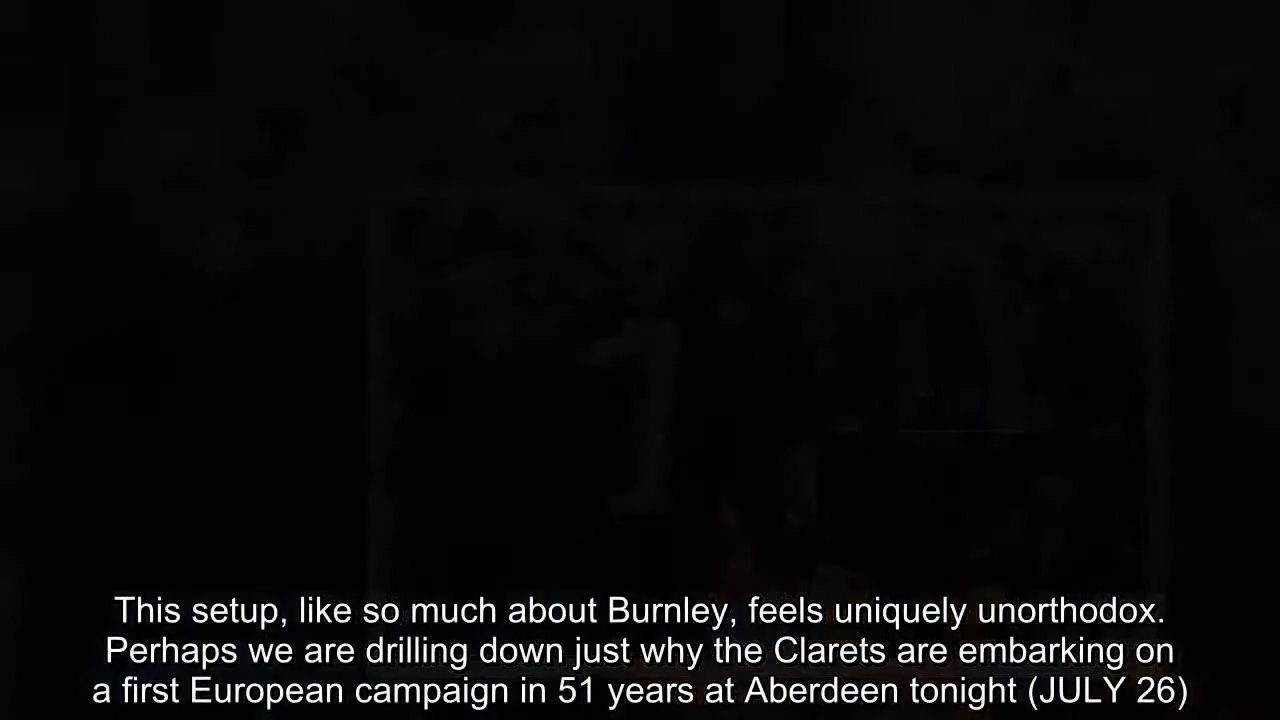 This setup, like so much about Burnley, feels uniquely unorthodox.
Perhaps we are drilling down just why the Clarets are embarking on
a first European campaign in 51 years at Aberdeen tonight (JULY 26)